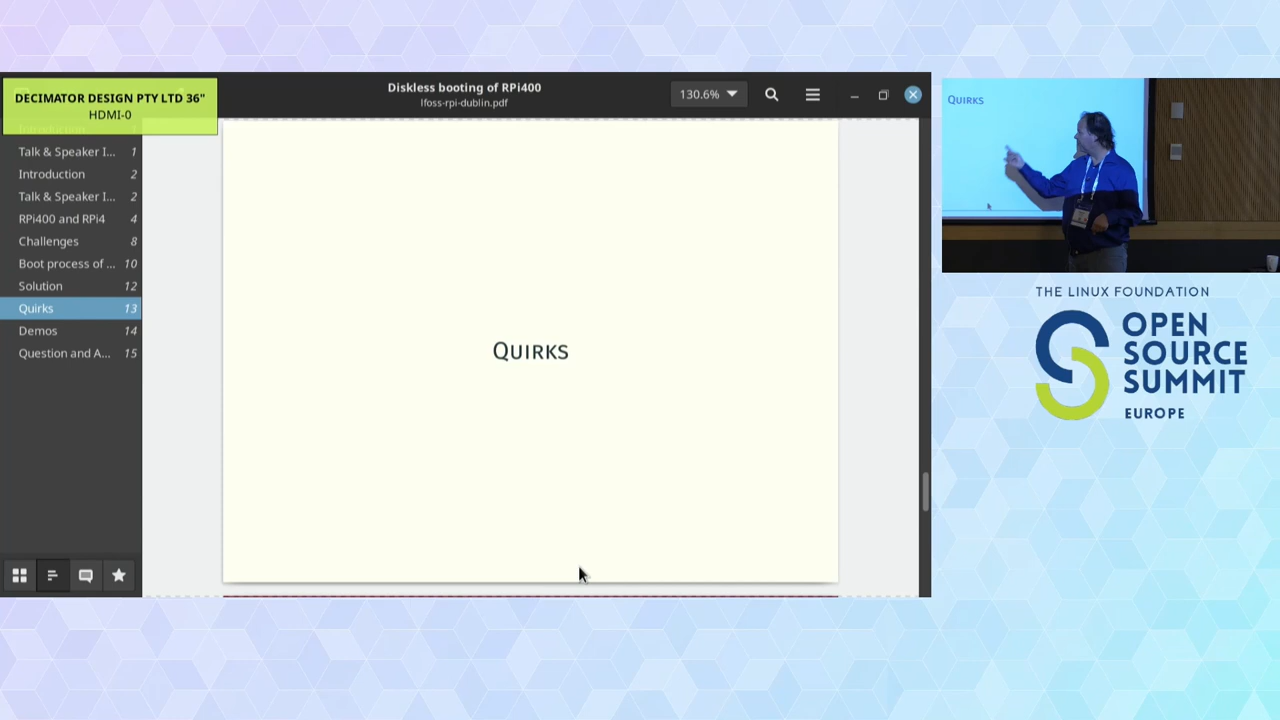 DECIMATOR DESIGN PTY LTD 36"
HDMI-0
Diskless booting of RPi400
lfoss-rpi-dublin.pdf
130.6%
Introduction 1
Talk & Speaker I... 1
Introduction 2
Talk & Speaker I... 2
RPi400 and RPi4 4
Challenges 8
Boot process of ... 10
Solution 12
Quirks 13
Demos 14
Question and A... 15
QUIRKS
QUIRKS
THE LINUX FOUNDATION
OPEN
SOURCE
SUMMIT
EUROPE